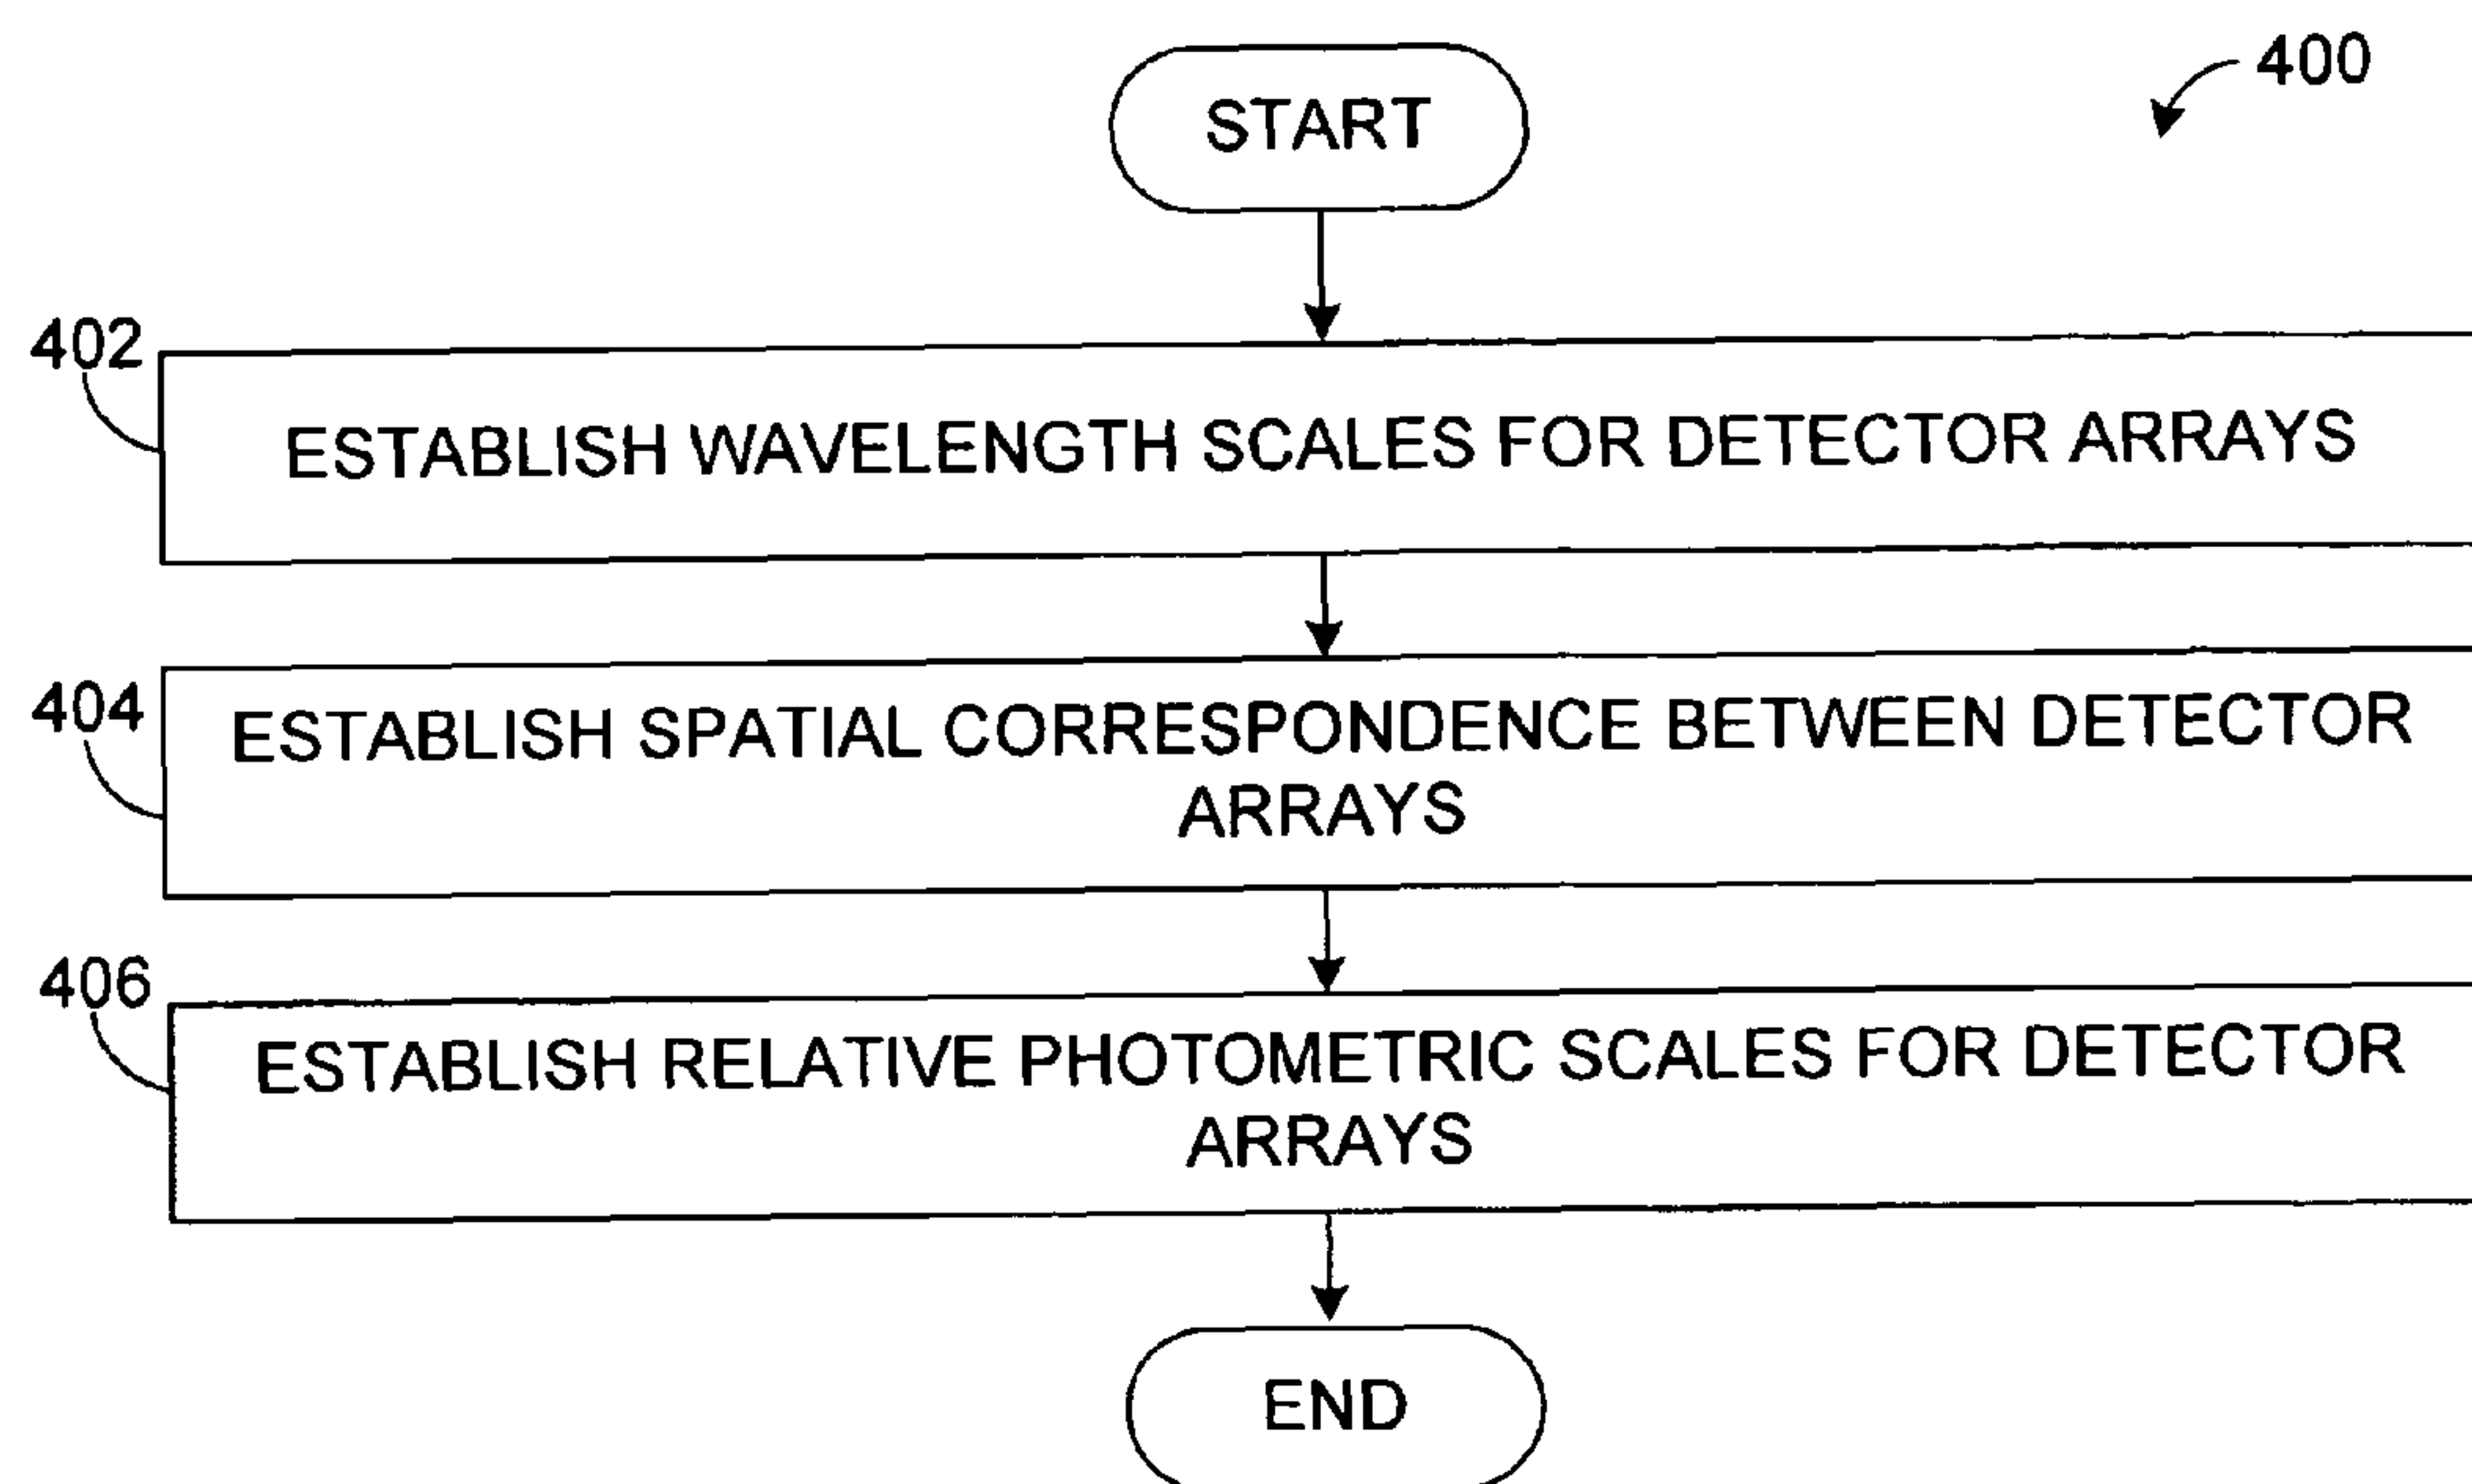 START
400
402
ESTABLISH WAVELENGTH SCALES FOR DETECTOR ARRAYS
404
ESTABLISH SPATIAL CORRESPONDENCE BETWEEN DETECTOR
ARRAYS
406
ESTABLISH RELATIVE PHOTOMETRIC SCALES FOR DETECTOR
ARRAYS
END